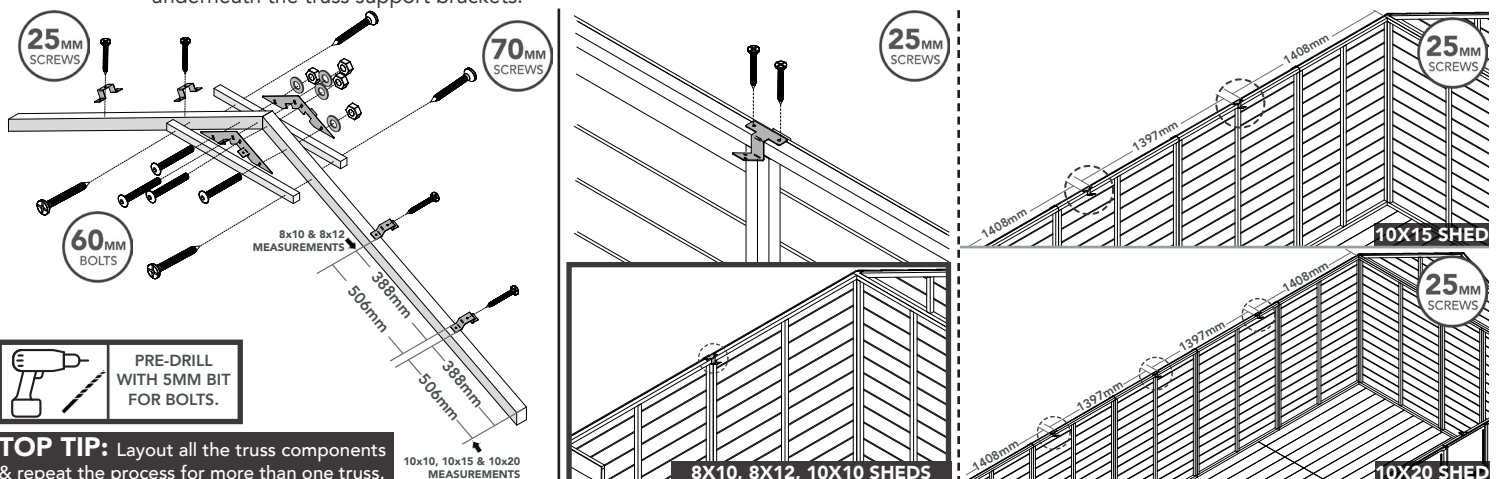 underneath the truss support brackets.
25MM
SCREWS
70MM
SCREWS
60MM
BOLTS
8x10 & 8x12
MEASUREMENTS
388mm
506mm
388mm
506mm
10x10, 10x15 & 10x20
MEASUREMENTS
PRE-DRILL
WITH 5MM BIT
FOR BOLTS.
TOP TIP: Layout all the truss components
& repeat the process for more than one truss.
25MM
SCREWS
8X10, 8X12, 10X10 SHEDS
1408mm
1397mm
1408mm
25MM
SCREWS
10X15 SHED
1408mm
1397mm
1397mm
1408mm
25MM
SCREWS
10X20 SHED